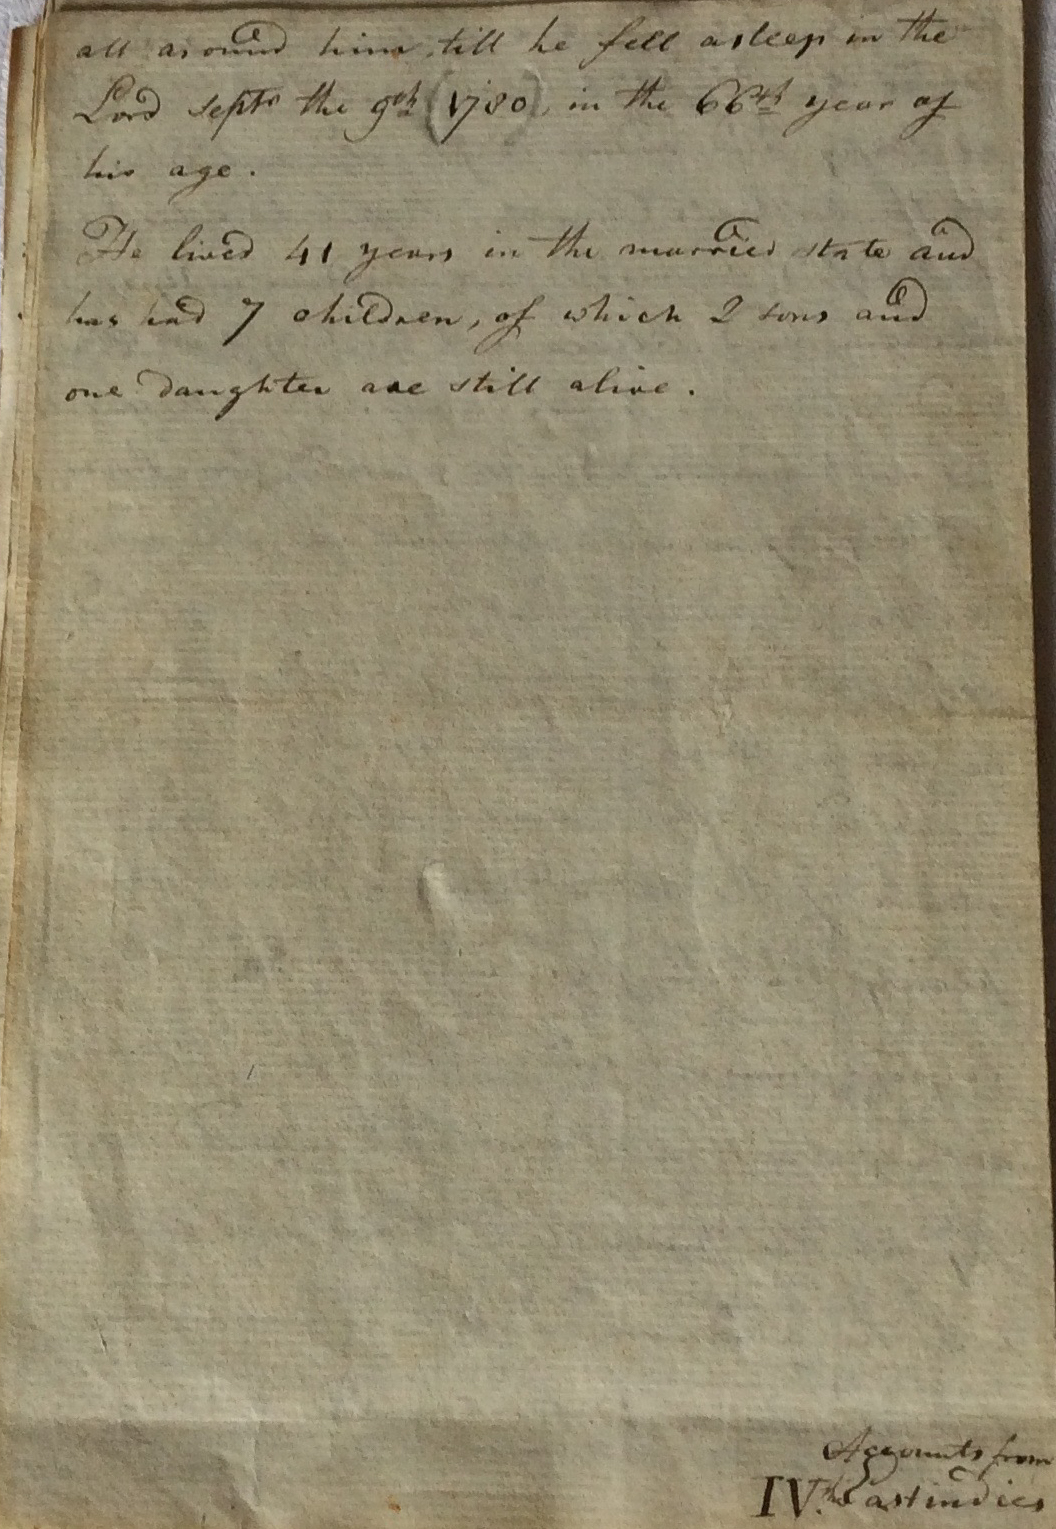 all around him, till he fell asleep in the
Lord Septr the 9th (1780) in the 66th year of
his age.
He lived 41 years in the married state and
has had 7 children, of which 2 sons and
one daughter are still alive.
Accounts from
IV. the Eastindies